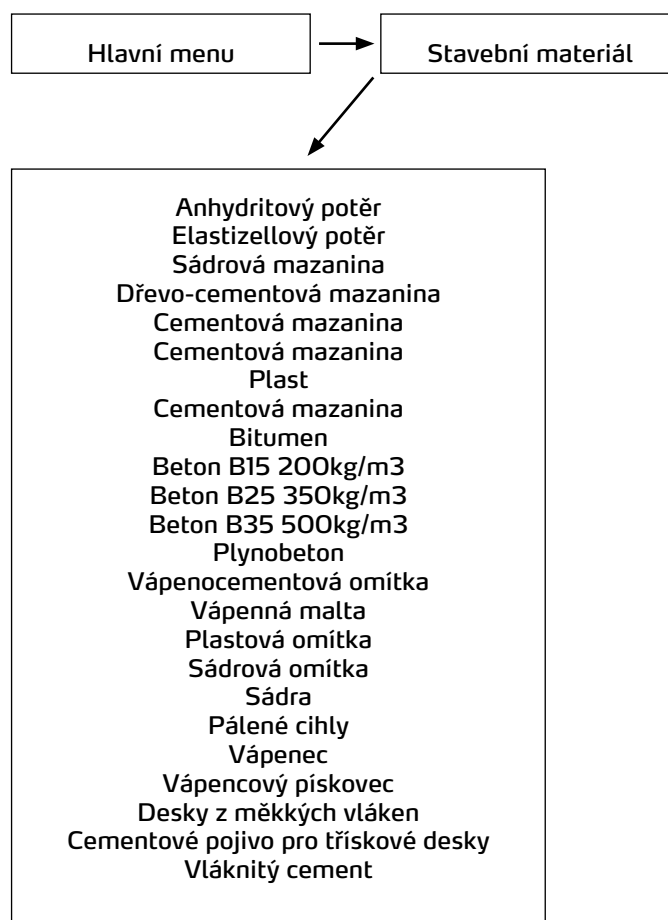 Hlavní menu
Stavební materiál
Anhydritový potěr
Elastizellový potěr
Sádrová mazanina
Dřevo-cementová mazanina
Cementová mazanina
Cementová mazanina
Plast
Cementová mazanina
Bitumen
Beton B15 200kg/m3
Beton B25 350kg/m3
Beton B35 500kg/m3
Plynobeton
Vápenocementová omítka
Vápenná malta
Plastová omítka
Sádrová omítka
Sádra
Pálené cihly
Vápenec
Vápencový pískovec
Desky z měkkých vláken
Cementové pojivo pro třískové desky
Vláknitý cement